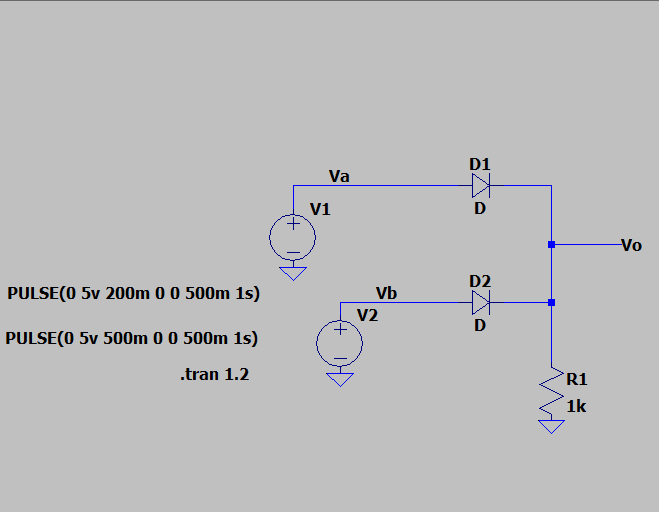 D1
Va
D
V1
Vo
D2
Vb
D
V2
PULSE(0 5v 200m 0 0 500m 1s)
PULSE(0 5v 500m 0 0 500m 1s)
.tran 1.2
R1
1k